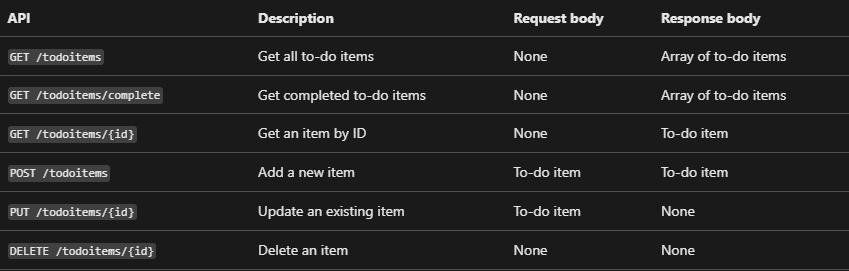 API Description Request body Response body
GET /todoitems Get all to-do items None Array of to-do items
GET /todoitems/complete Get completed to-do items None Array of to-do items
GET /todoitems/{id} Get an item by ID None To-do item
POST /todoitems Add a new item To-do item To-do item
PUT /todoitems/{id} Update an existing item To-do item None
DELETE /todoitems/{id} Delete an item None None